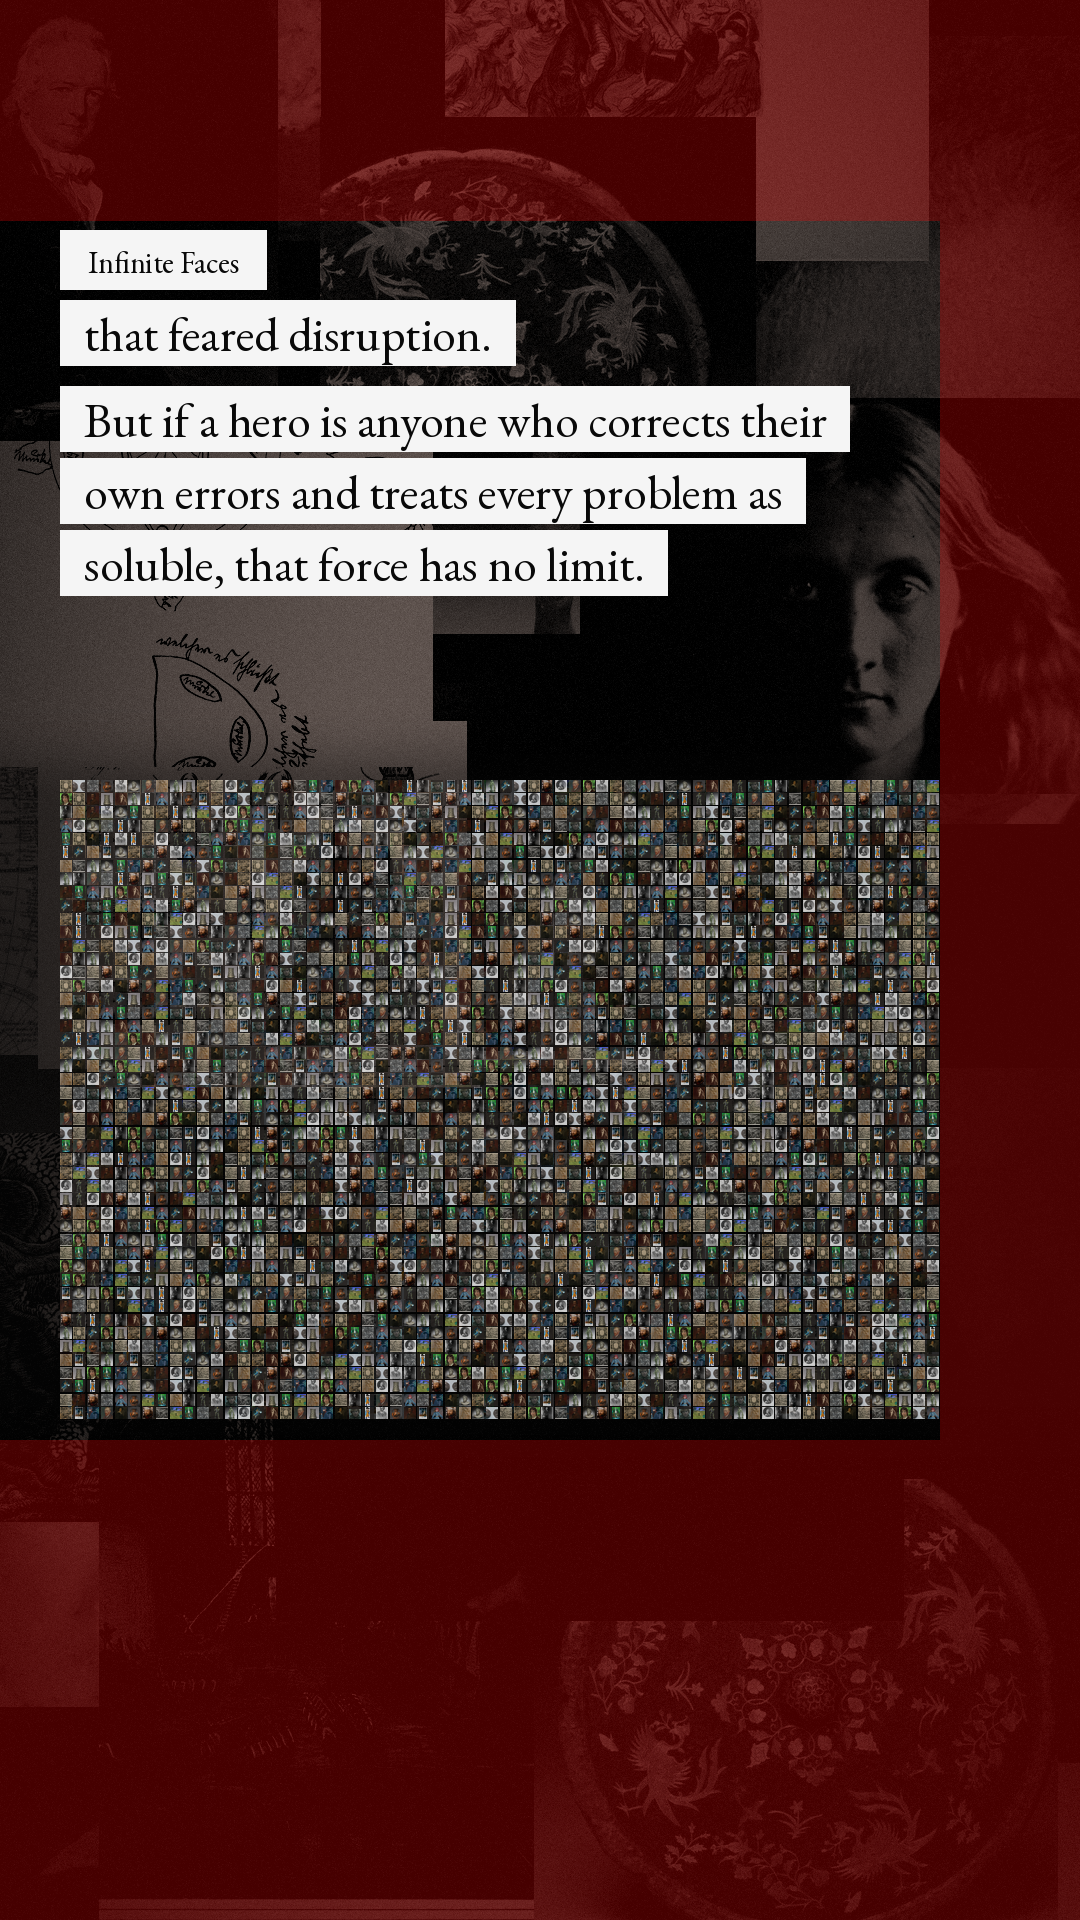 Infinite Faces
that feared disruption.
But if a hero is anyone who corrects their
own errors and treats every problem as
soluble, that force has no limit.